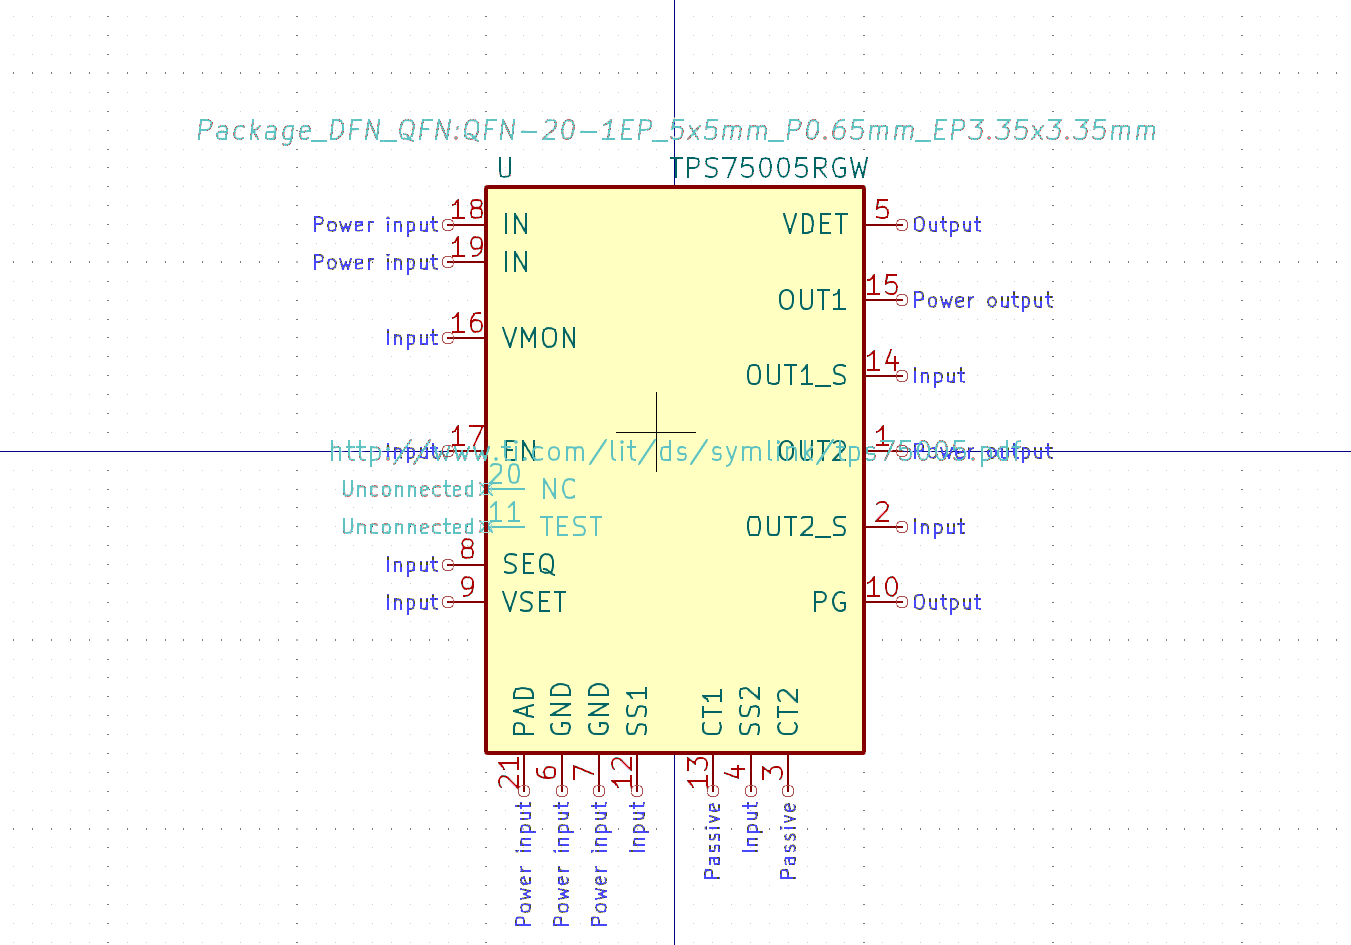 Package_DFN_QFN:QFN-20-1EP_5x5mm_P0.65mm_EP3.35x3.35mm
U TPS75005RGW
Power input 18 IN VDET 5 Output
Power input 19 IN
OUT1 15 Power output
Input 16 VMON
OUT1_S 14 Input
Input 17 EN OUT2 1 Power output
http://www.ti.com/lit/ds/symlink/tps75005.pdf
Unconnected 20 NC
Unconnected 11 TEST OUT2_S 2 Input
Input 8 SEQ
Input 9 VSET PG 10 Output
PAD 21 Power input
GND 6 Power input
GND 7 Power input
SS1 12 Input
CT1 13 Passive
SS2 4 Input
CT2 3 Passive